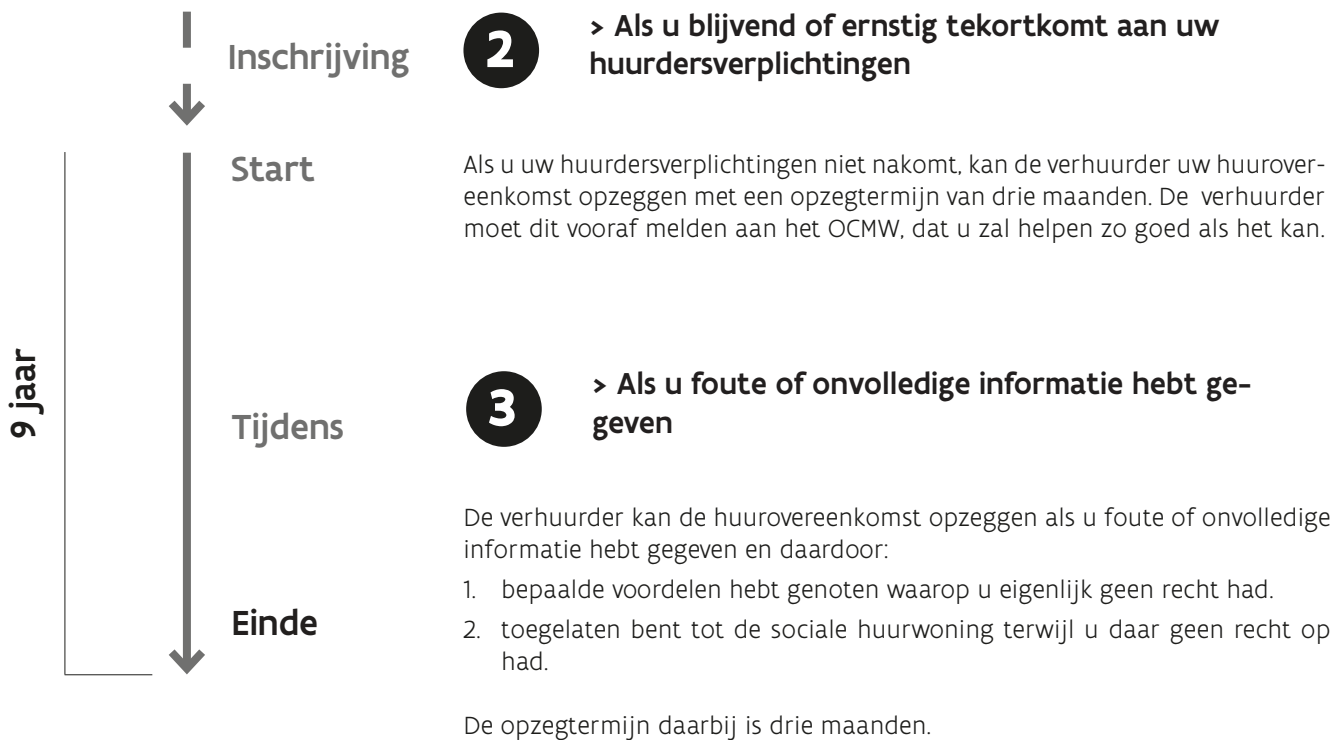 Inschrijving
Start
9 jaar
Tijdens
Einde
2
> Als u blijvend of ernstig tekortkomt aan uw
huurdersverplichtingen
Als u uw huurdersverplichtingen niet nakomt, kan de verhuurder uw huurover-
eenkomst opzeggen met een opzegtermijn van drie maanden. De verhuurder
moet dit vooraf melden aan het OCMW, dat u zal helpen zo goed als het kan.
3
> Als u foute of onvolledige informatie hebt ge-
geven
De verhuurder kan de huurovereenkomst opzeggen als u foute of onvolledige
informatie hebt gegeven en daardoor:
1. bepaalde voordelen hebt genoten waarop u eigenlijk geen recht had.
2. toegelaten bent tot de sociale huurwoning terwijl u daar geen recht op
had.
De opzegtermijn daarbij is drie maanden.